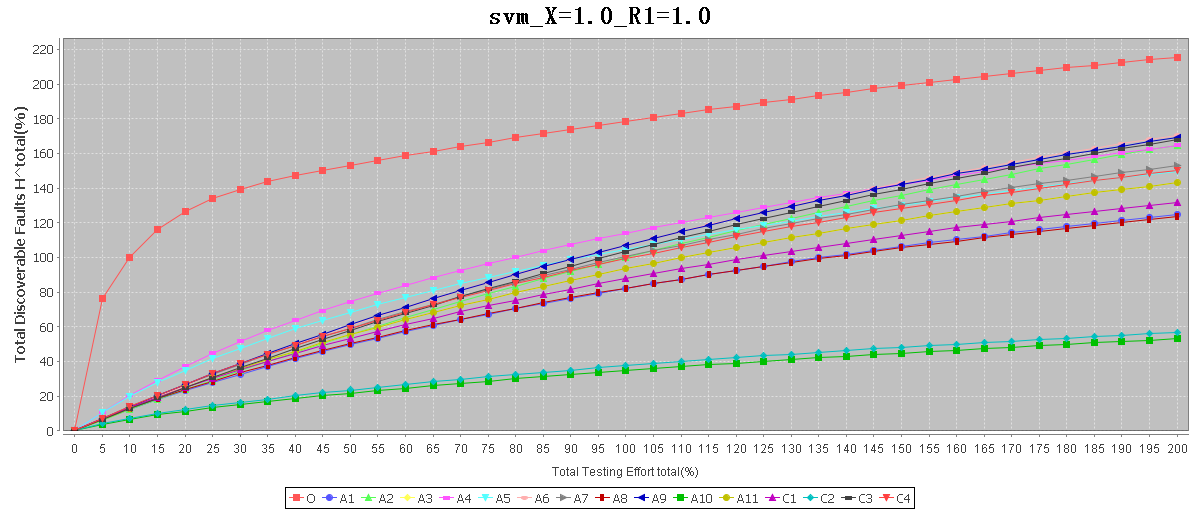 svm_X=1.0_R1=1.0
Total Discoverable Faults H^total(%)
220
200
180
160
140
120
100
80
60
40
20
0
0 5 10 15 20 25 30 35 40 45 50 55 60 65 70 75 80 85 90 95 100 105 110 115 120 125 130 135 140 145 150 155 160 165 170 175 180 185 190 195 200
Total Testing Effort total(%)
O A1 A2 A3 A4 A5 A6 A7 A8 A9 A10 A11 C1 C2 C3 C4